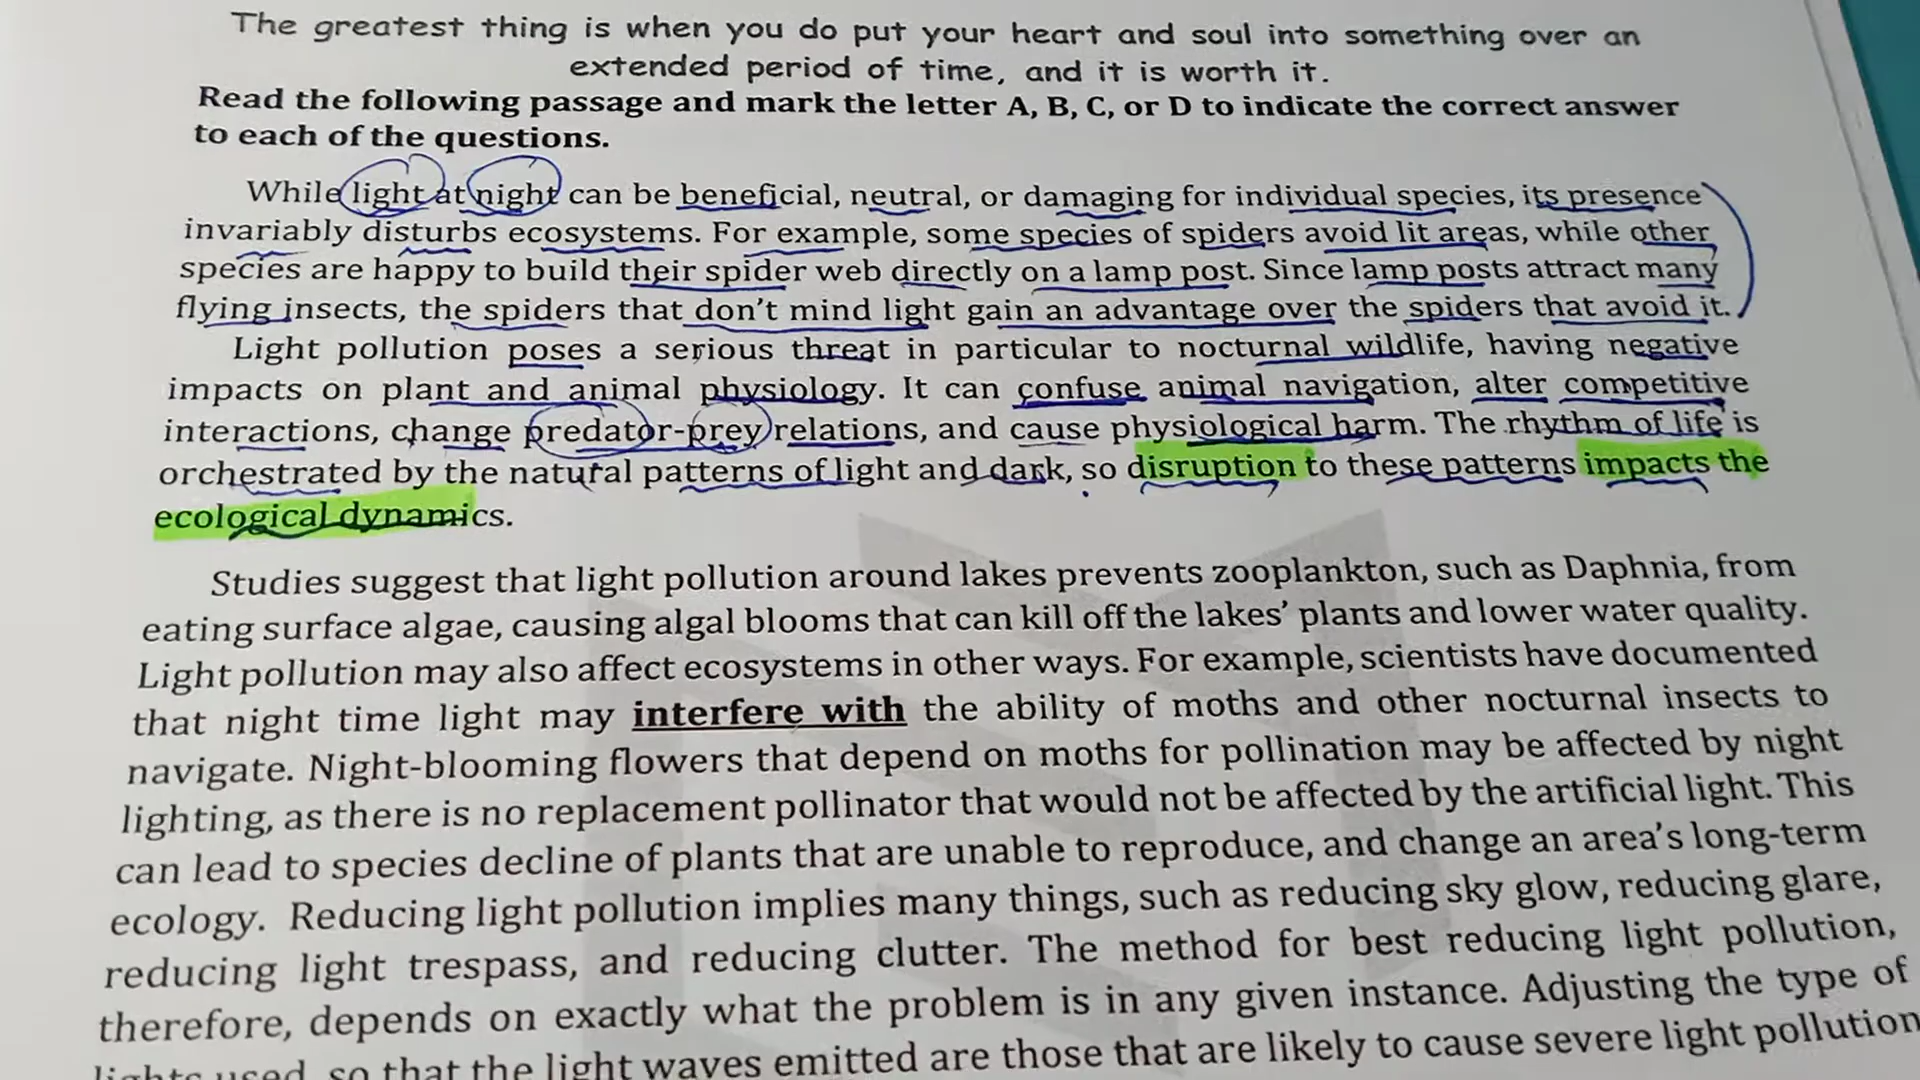 The greatest thing is when you do put your heart and soul into something over an
extended period of time, and it is worth it.
Read the following passage and mark the letter A, B, C, or D to indicate the correct answer
to each of the questions.
While light at night can be beneficial, neutral, or damaging for individual species, its presence
invariably disturbs ecosystems. For example, some species of spiders avoid lit areas, while other
species are happy to build their spider web directly on a lamp post. Since lamp posts attract many
flying insects, the spiders that don't mind light gain an advantage over the spiders that avoid it.
Light pollution poses a serious threat in particular to nocturnal wildlife, having negative
impacts on plant and animal physiology. It can confuse animal navigation, alter competitive
interactions, change predator-prey relations, and cause physiological harm. The rhythm of life is
orchestrated by the natural patterns of light and dark, so disruption to these patterns impacts the
ecological dynamics.
Studies suggest that light pollution around lakes prevents zooplankton, such as Daphnia, from
eating surface algae, causing algal blooms that can kill off the lakes' plants and lower water quality.
Light pollution may also affect ecosystems in other ways. For example, scientists have documented
that night time light may interfere with the ability of moths and other nocturnal insects to
navigate. Night-blooming flowers that depend on moths for pollination may be affected by night
lighting, as there is no replacement pollinator that would not be affected by the artificial light. This
can lead to species decline of plants that are unable to reproduce, and change an area's long-term
ecology. Reducing light pollution implies many things, such as reducing sky glow, reducing glare,
reducing light trespass, and reducing clutter. The method for best reducing light pollution,
therefore, depends on exactly what the problem is in any given instance. Adjusting the type of
lights used, so that the light waves emitted are those that are likely to cause severe light pollution